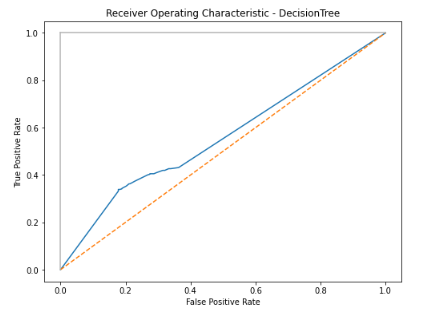 Receiver Operating Characteristic - DecisionTree
True Positive Rate
1.0
0.8
0.6
0.4
0.2
0.0
0.0 0.2 0.4 0.6 0.8 1.0
False Positive Rate